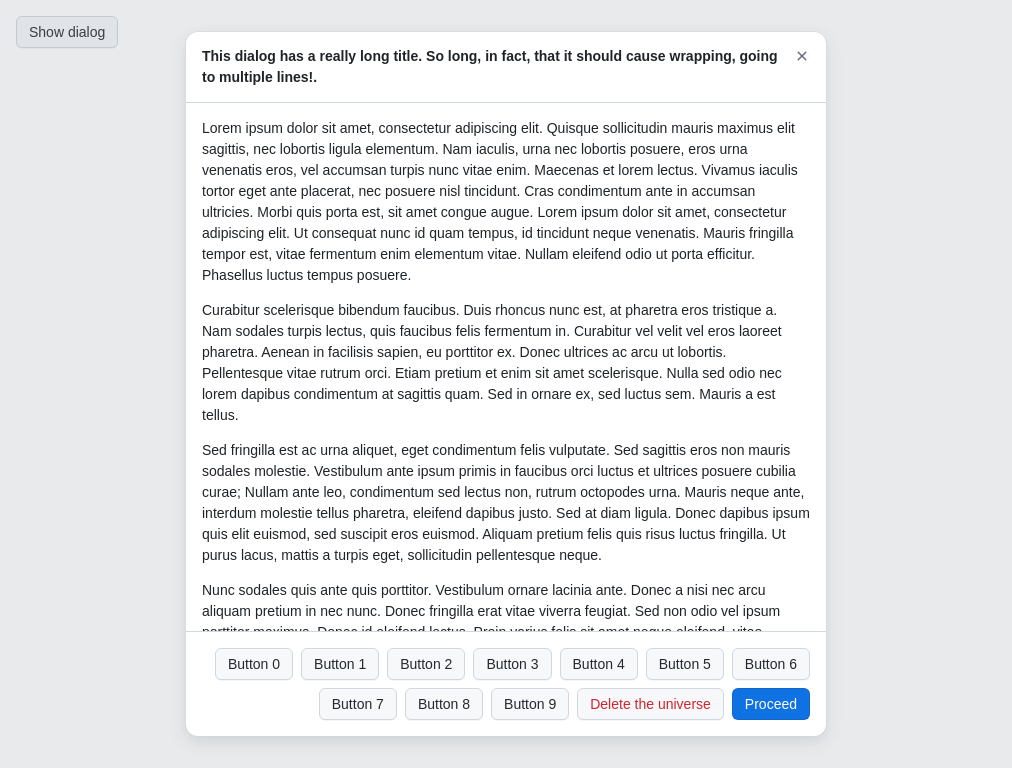 Show dialog
This dialog has a really long title. So long, in fact, that it should cause wrapping, going
to multiple lines!.
Lorem ipsum dolor sit amet, consectetur adipiscing elit. Quisque sollicitudin mauris maximus elit
sagittis, nec lobortis ligula elementum. Nam iaculis, urna nec lobortis posuere, eros urna
venenatis eros, vel accumsan turpis nunc vitae enim. Maecenas et lorem lectus. Vivamus iaculis
tortor eget ante placerat, nec posuere nisl tincidunt. Cras condimentum ante in accumsan
ultricies. Morbi quis porta est, sit amet congue augue. Lorem ipsum dolor sit amet, consectetur
adipiscing elit. Ut consequat nunc id quam tempus, id tincidunt neque venenatis. Mauris fringilla
tempor est, vitae fermentum enim elementum vitae. Nullam eleifend odio ut porta efficitur.
Phasellus luctus tempus posuere.
Curabitur scelerisque bibendum faucibus. Duis rhoncus nunc est, at pharetra eros tristique a.
Nam sodales turpis lectus, quis faucibus felis fermentum in. Curabitur vel velit vel eros laoreet
pharetra. Aenean in facilisis sapien, eu porttitor ex. Donec ultrices ac arcu ut lobortis.
Pellentesque vitae rutrum orci. Etiam pretium et enim sit amet scelerisque. Nulla sed odio nec
lorem dapibus condimentum at sagittis quam. Sed in ornare ex, sed luctus sem. Mauris a est
tellus.
Sed fringilla est ac urna aliquet, eget condimentum felis vulputate. Sed sagittis eros non mauris
sodales molestie. Vestibulum ante ipsum primis in faucibus orci luctus et ultrices posuere cubilia
curae; Nullam ante leo, condimentum sed lectus non, rutrum octopodes urna. Mauris neque ante,
interdum molestie tellus pharetra, eleifend dapibus justo. Sed at diam ligula. Donec dapibus ipsum
quis elit euismod, sed suscipit eros euismod. Aliquam pretium felis quis risus luctus fringilla. Ut
purus lacus, mattis a turpis eget, sollicitudin pellentesque neque.
Nunc sodales quis ante quis porttitor. Vestibulum ornare lacinia ante. Donec a nisi nec arcu
aliquam pretium in nec nunc. Donec fringilla erat vitae viverra feugiat. Sed non odio vel ipsum
porttitor maximus. Donec id eleifend lectus. Proin varius felis sit amet neque eleifend, vitae
Button 0 Button 1 Button 2 Button 3 Button 4 Button 5 Button 6
Button 7 Button 8 Button 9 Delete the universe Proceed